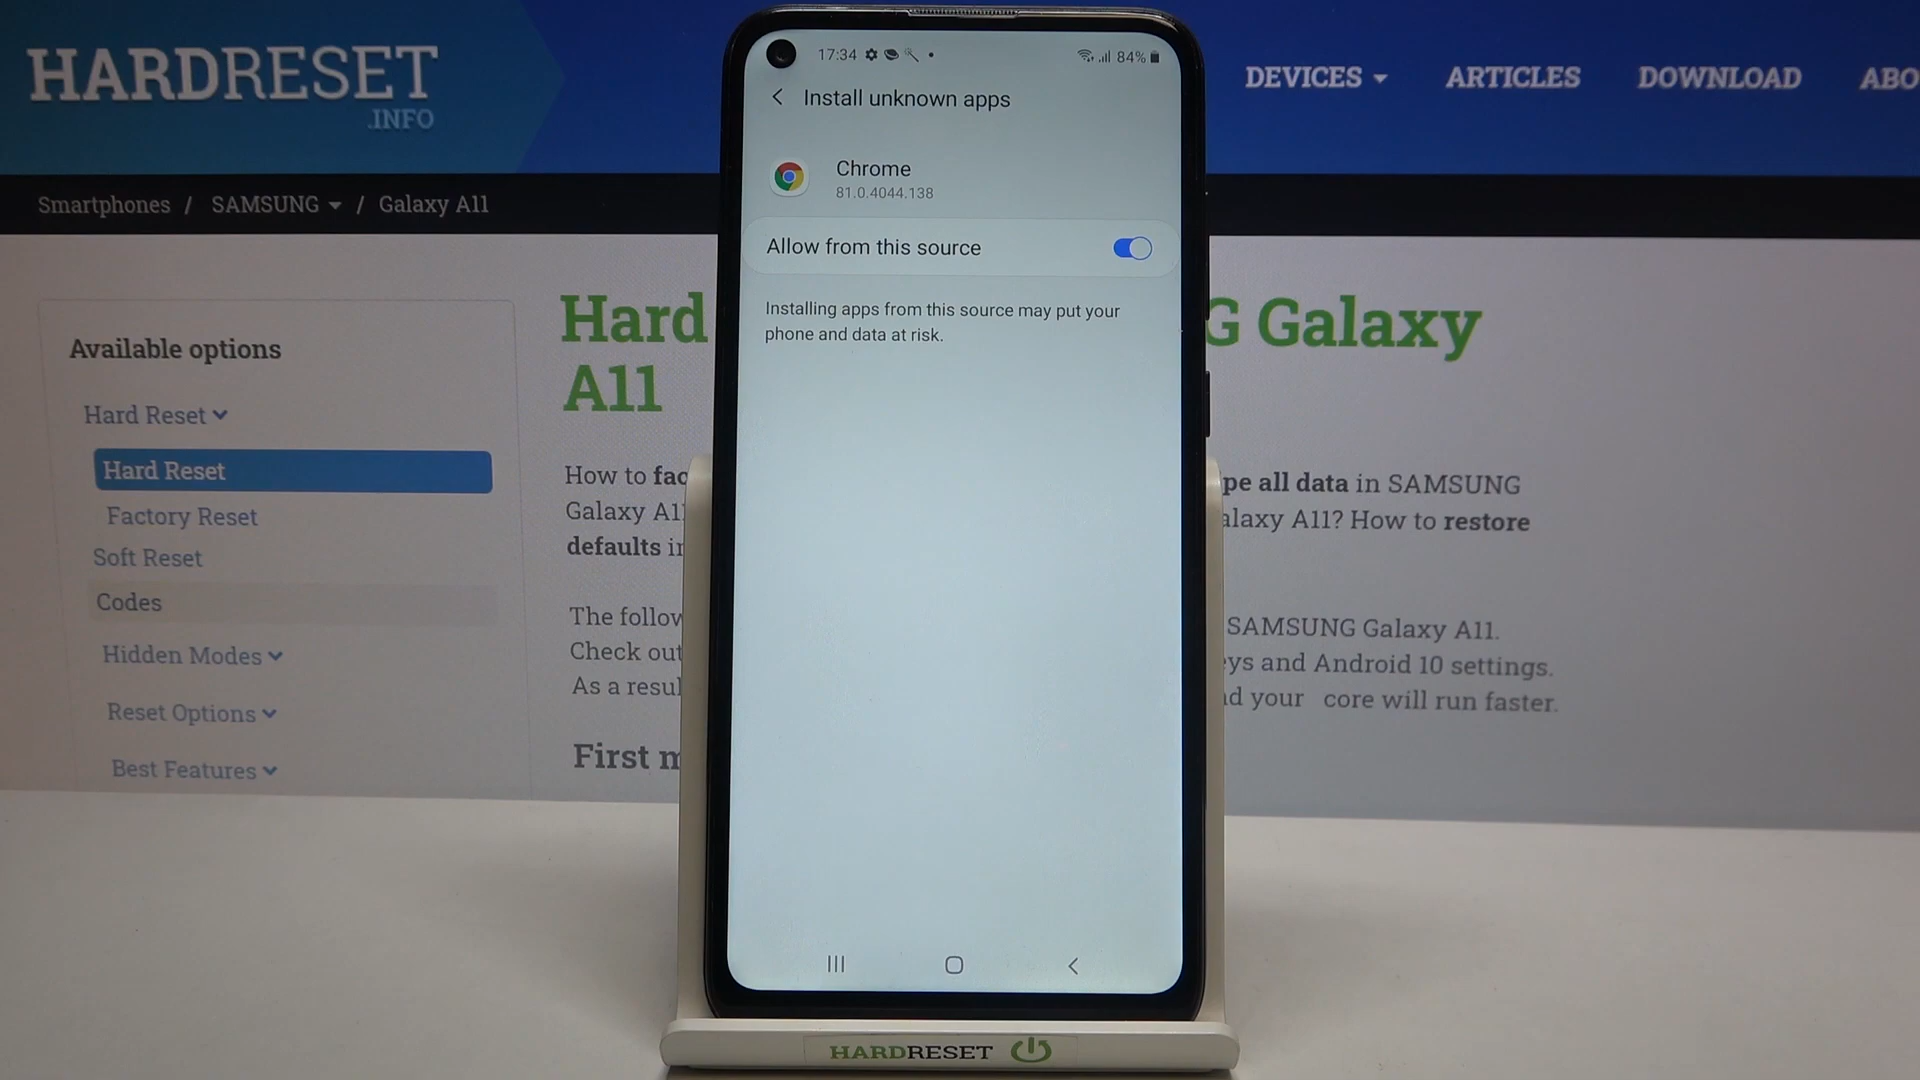 HARDRESET
.INFO
DEVICES
ARTICLES
DOWNLOAD
ABO
Smartphones / SAMSUNG / Galaxy A11
Available options
Hard Reset
Hard Reset
Factory Reset
Soft Reset
Codes
Hidden Modes
Reset Options
Best Features
Hard
G Galaxy
A11
How to fac
pe all data in SAMSUNG
Galaxy A1
alaxy A11? How to restore
defaults in
The follow
SAMSUNG Galaxy A11.
Check out
ys and Android 10 settings.
As a resul
d your core will run faster.
First m
17:34
84%
Install unknown apps
Chrome
81.0.4044.138
Allow from this source
Installing apps from this source may put your
phone and data at risk.
HARDRESET